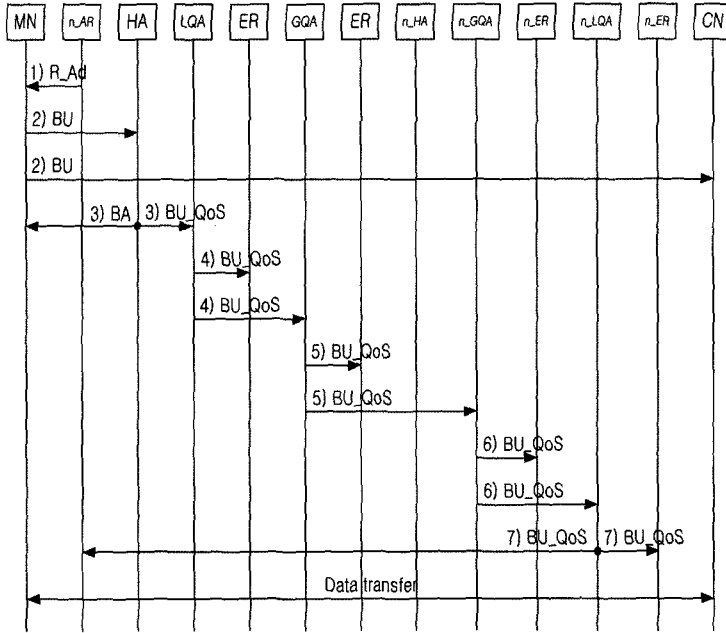 MN n_AR HA LQA ER GQA ER n_HA n_GQA n_ER n_LQA n_ER CN
1) R_Ad
2) BU
2) BU
3) BA 3) BU_QoS
4) BU_QoS
4) BU_QoS
5) BU_QoS
5) BU_QoS
6) BU_QoS
6) BU_QoS
7) BU_QoS 7) BU_QoS
Data transfer